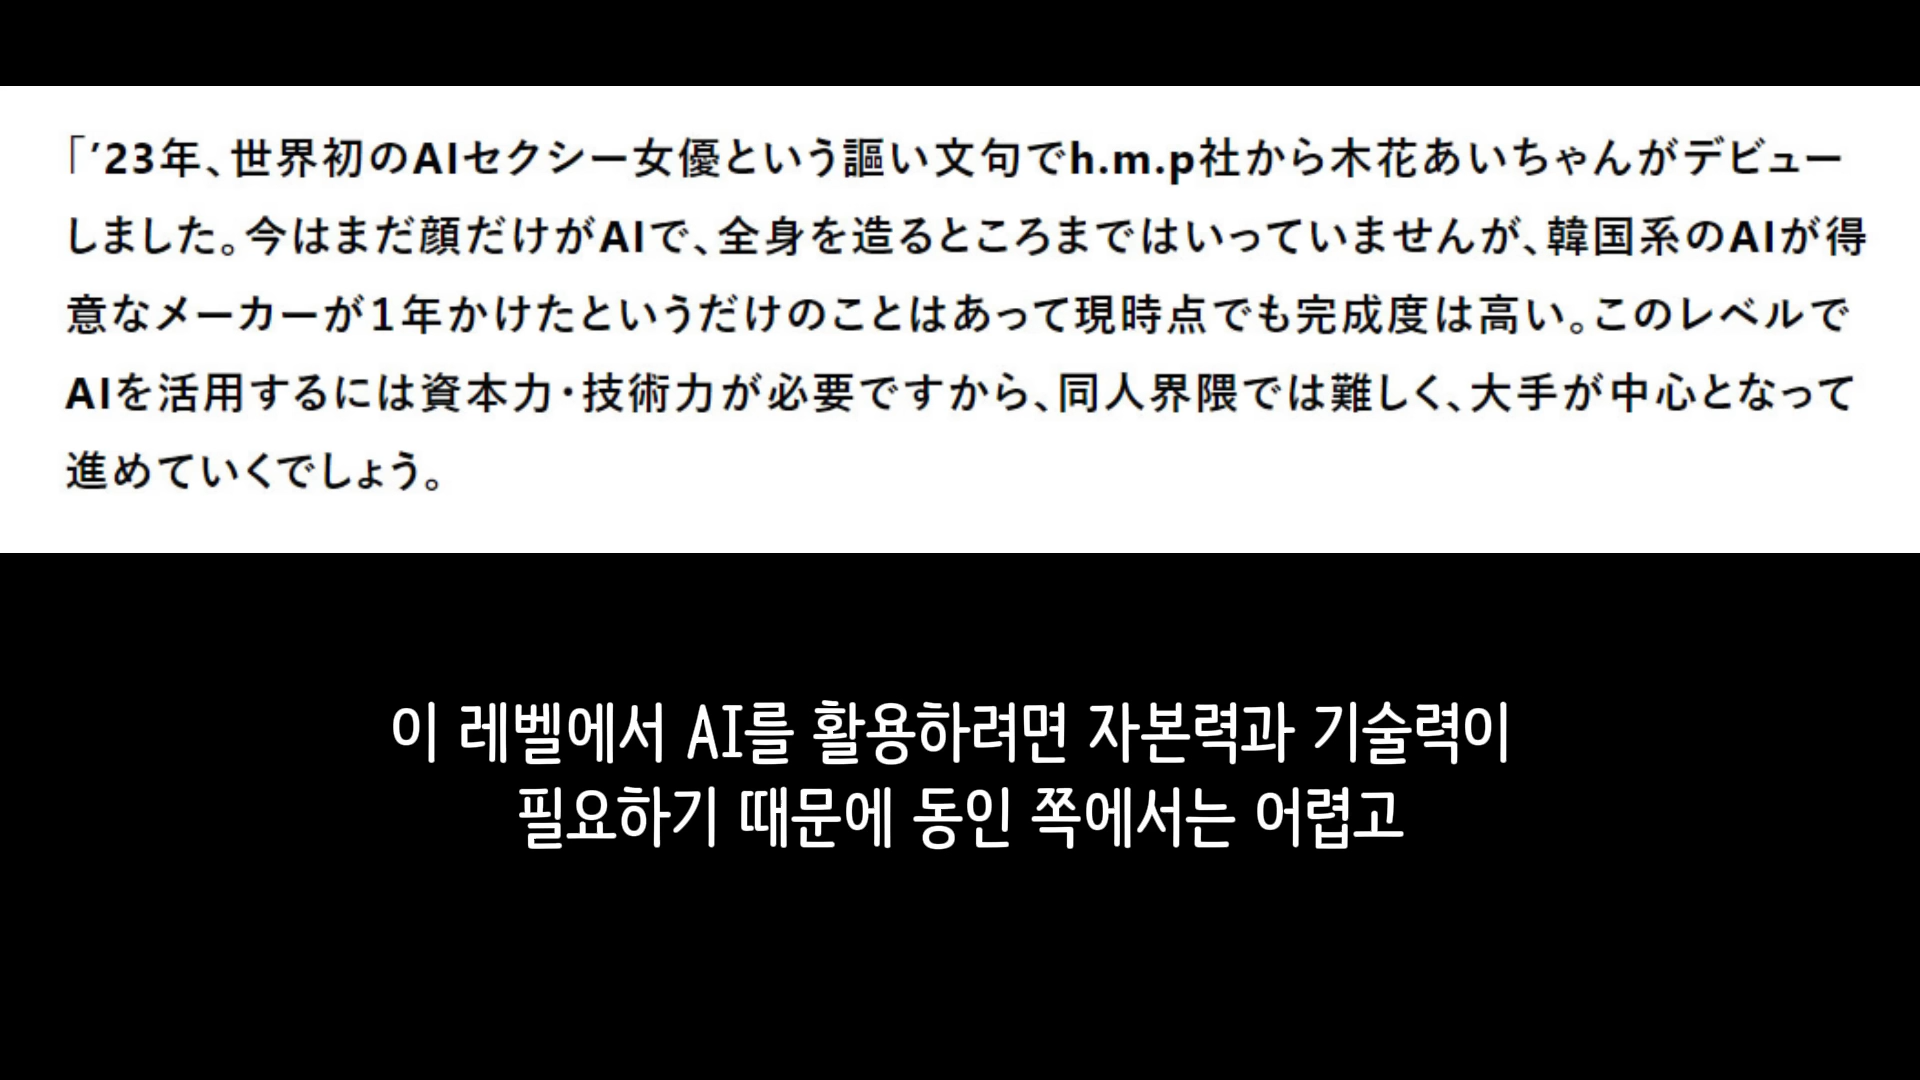 「’23年、世界初のAIセクシー女優という謳い文句でh.m.p社から木花あいちゃんがデビュー
しました。今はまだ顔だけがAIで、全身を造るところまではいっていませんが、韓国系のAIが得
意なメーカーが1年かけたというだけのことはあって現時点でも完成度は高い。このレベルで
AIを活用するには資本力・技術力が必要ですから、同人界隈では難しく、大手が中心となって
進めていくでしょう。
이 레벨에서 AI를 활용하려면 자본력과 기술력이
필요하기 때문에 동인 쪽에서는 어렵고